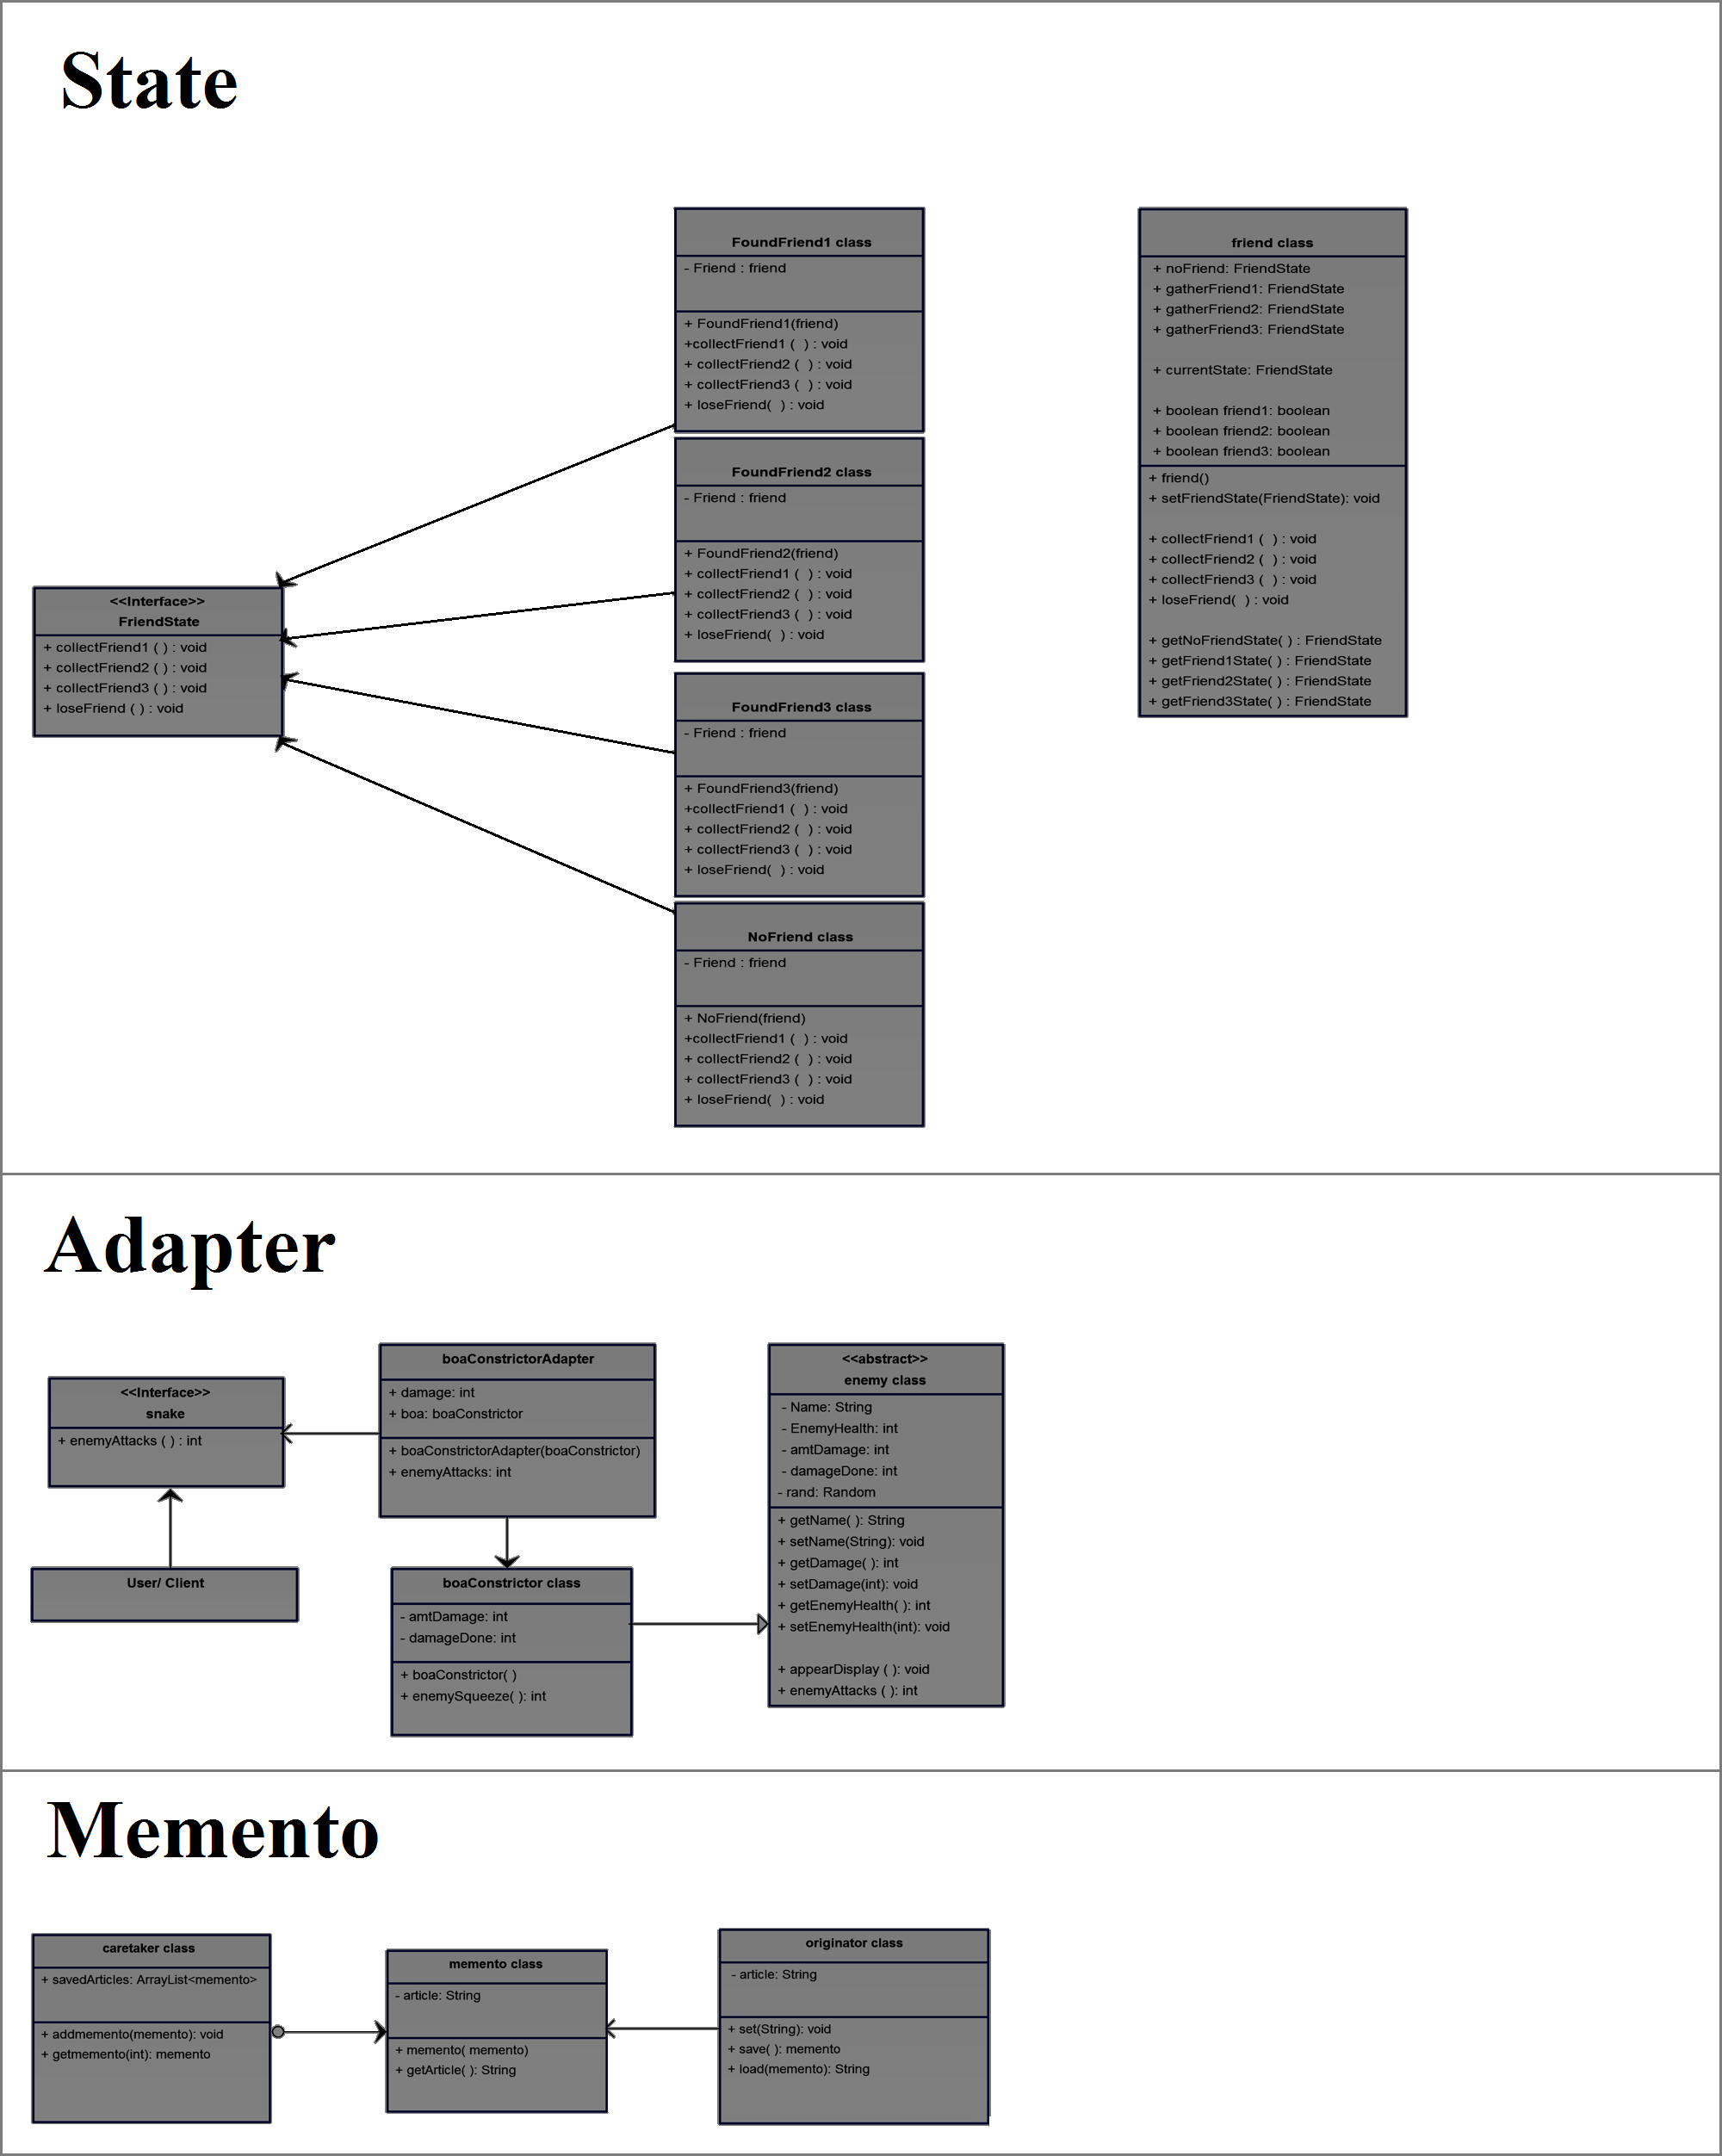 State
FoundFriend1 class
- Friend : friend
+ FoundFriend1(friend)
+collectFriend1 (  ) : void
+ collectFriend2 (  ) : void
+ collectFriend3 (  ) : void
+ loseFriend(  ) : void
friend class
+ noFriend: FriendState
+ gatherFriend1: FriendState
+ gatherFriend2: FriendState
+ gatherFriend3: FriendState
+ currentState: FriendState
+ boolean friend1: boolean
+ boolean friend2: boolean
+ boolean friend3: boolean
+ friend()
+ setFriendState(FriendState): void
+ collectFriend1 (  ) : void
+ collectFriend2 (  ) : void
+ collectFriend3 (  ) : void
+ loseFriend(  ) : void
+ getNoFriendState( ) : FriendState
+ getFriend1State( ) : FriendState
+ getFriend2State( ) : FriendState
+ getFriend3State( ) : FriendState
FoundFriend2 class
- Friend : friend
+ FoundFriend2(friend)
+ collectFriend1 (  ) : void
+ collectFriend2 (  ) : void
+ collectFriend3 (  ) : void
+ loseFriend(  ) : void
<<Interface>>
FriendState
+ collectFriend1 ( ) : void
+ collectFriend2 ( ) : void
+ collectFriend3 ( ) : void
+ loseFriend ( ) : void
FoundFriend3 class
- Friend : friend
+ FoundFriend3(friend)
+collectFriend1 (  ) : void
+ collectFriend2 (  ) : void
+ collectFriend3 (  ) : void
+ loseFriend(  ) : void
NoFriend class
- Friend : friend
+ NoFriend(friend)
+collectFriend1 (  ) : void
+ collectFriend2 (  ) : void
+ collectFriend3 (  ) : void
+ loseFriend(  ) : void
Adapter
<<Interface>>
snake
+ enemyAttacks ( ) : int
User/ Client
boaConstrictorAdapter
+ damage: int
+ boa: boaConstrictor
+ boaConstrictorAdapter(boaConstrictor)
+ enemyAttacks: int
boaConstrictor class
- amtDamage: int
- damageDone: int
+ boaConstrictor( )
+ enemySqueeze( ): int
<<abstract>>
enemy class
- Name: String
- EnemyHealth: int
- amtDamage: int
- damageDone: int
- rand: Random
+ getName( ): String
+ setName(String): void
+ getDamage( ): int
+ setDamage(int): void
+ getEnemyHealth( ): int
+ setEnemyHealth(int): void
+ appearDisplay ( ): void
+ enemyAttacks ( ): int
Memento
caretaker class
+ savedArticles: ArrayList<memento>
+ addmemento(memento): void
+ getmemento(int): memento
memento class
- article: String
+ memento( memento)
+ getArticle( ): String
originator class
- article: String
+ set(String): void
+ save( ): memento
+ load(memento): String